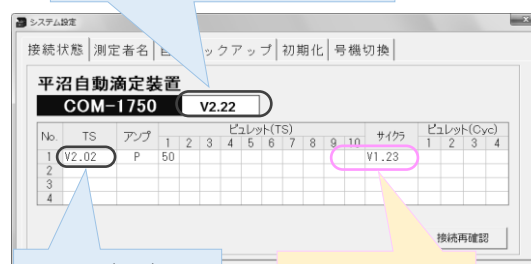 システム設定
接続状態 測定者名 ックアップ 初期化 号機切換
平沼自動滴定装置
COM-1750 V2.22
No. TS アンプ ビュレット(TS) サイクラ ビュレット(Cyc)
1 2 3 4 5 6 7 8 9 10 1 2 3 4
1 V2.02 P 50 V1.23
2
3
4
接続再確認